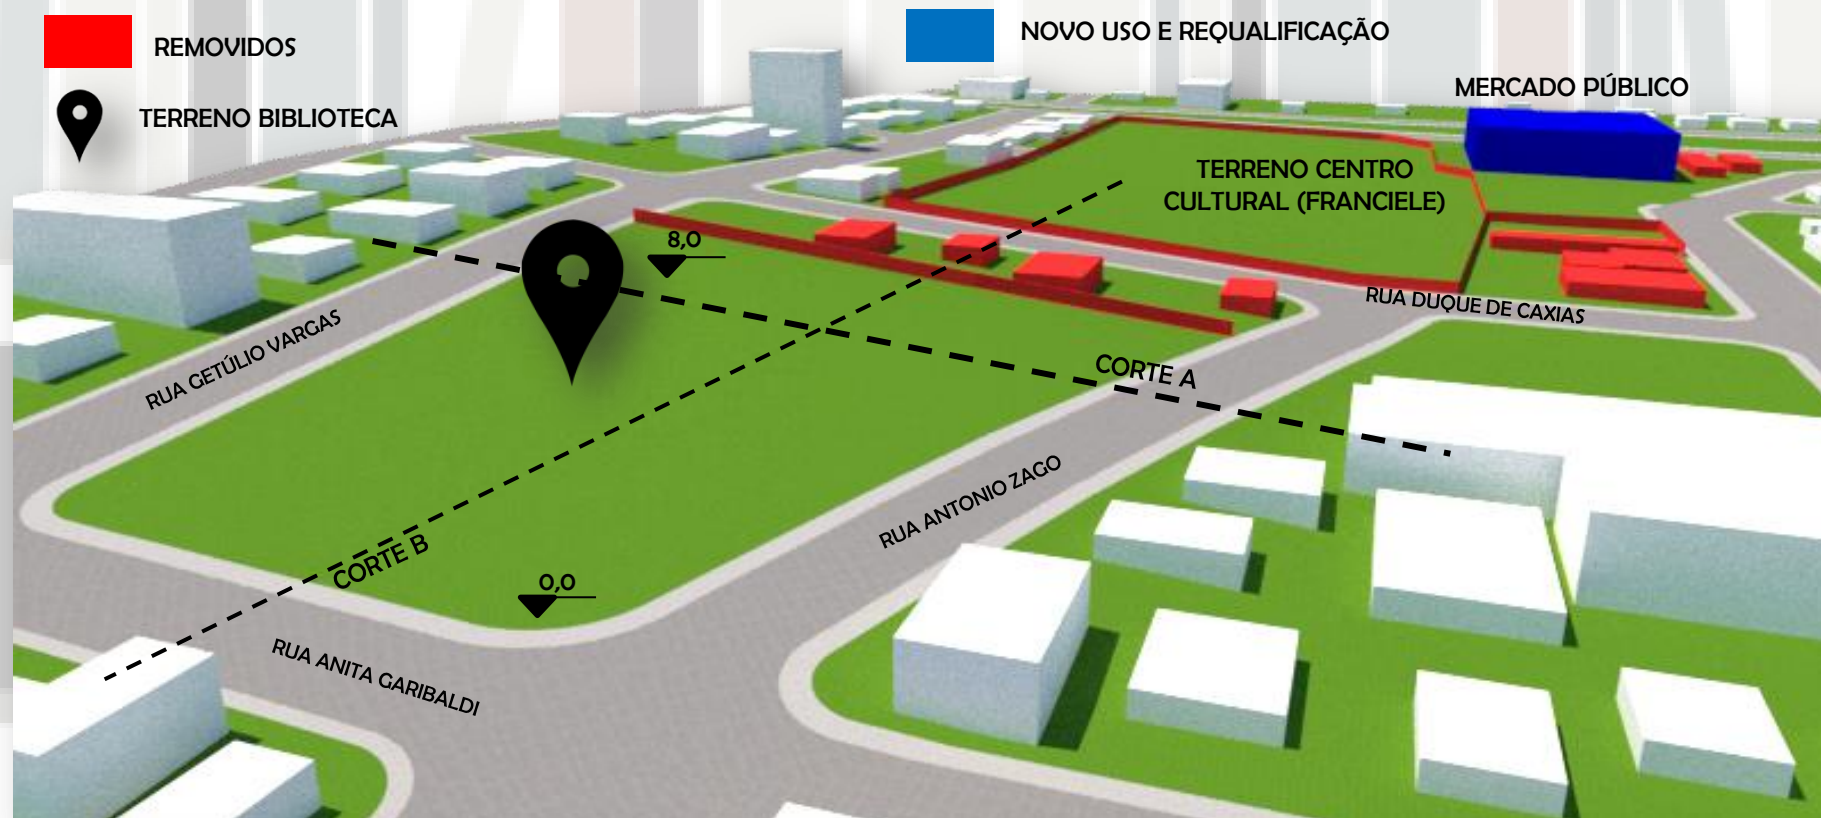 REMOVIDOS
NOVO USO E REQUALIFICAÇÃO
TERRENO BIBLIOTECA
MERCADO PÚBLICO
TERRENO CENTRO
CULTURAL (FRANCIELE)
8,0
RUA DUQUE DE CAXIAS
RUA GETÚLIO VARGAS
CORTE A
RUA ANTONIO ZAGO
CORTE B
0,0
RUA ANITA GARIBALDI